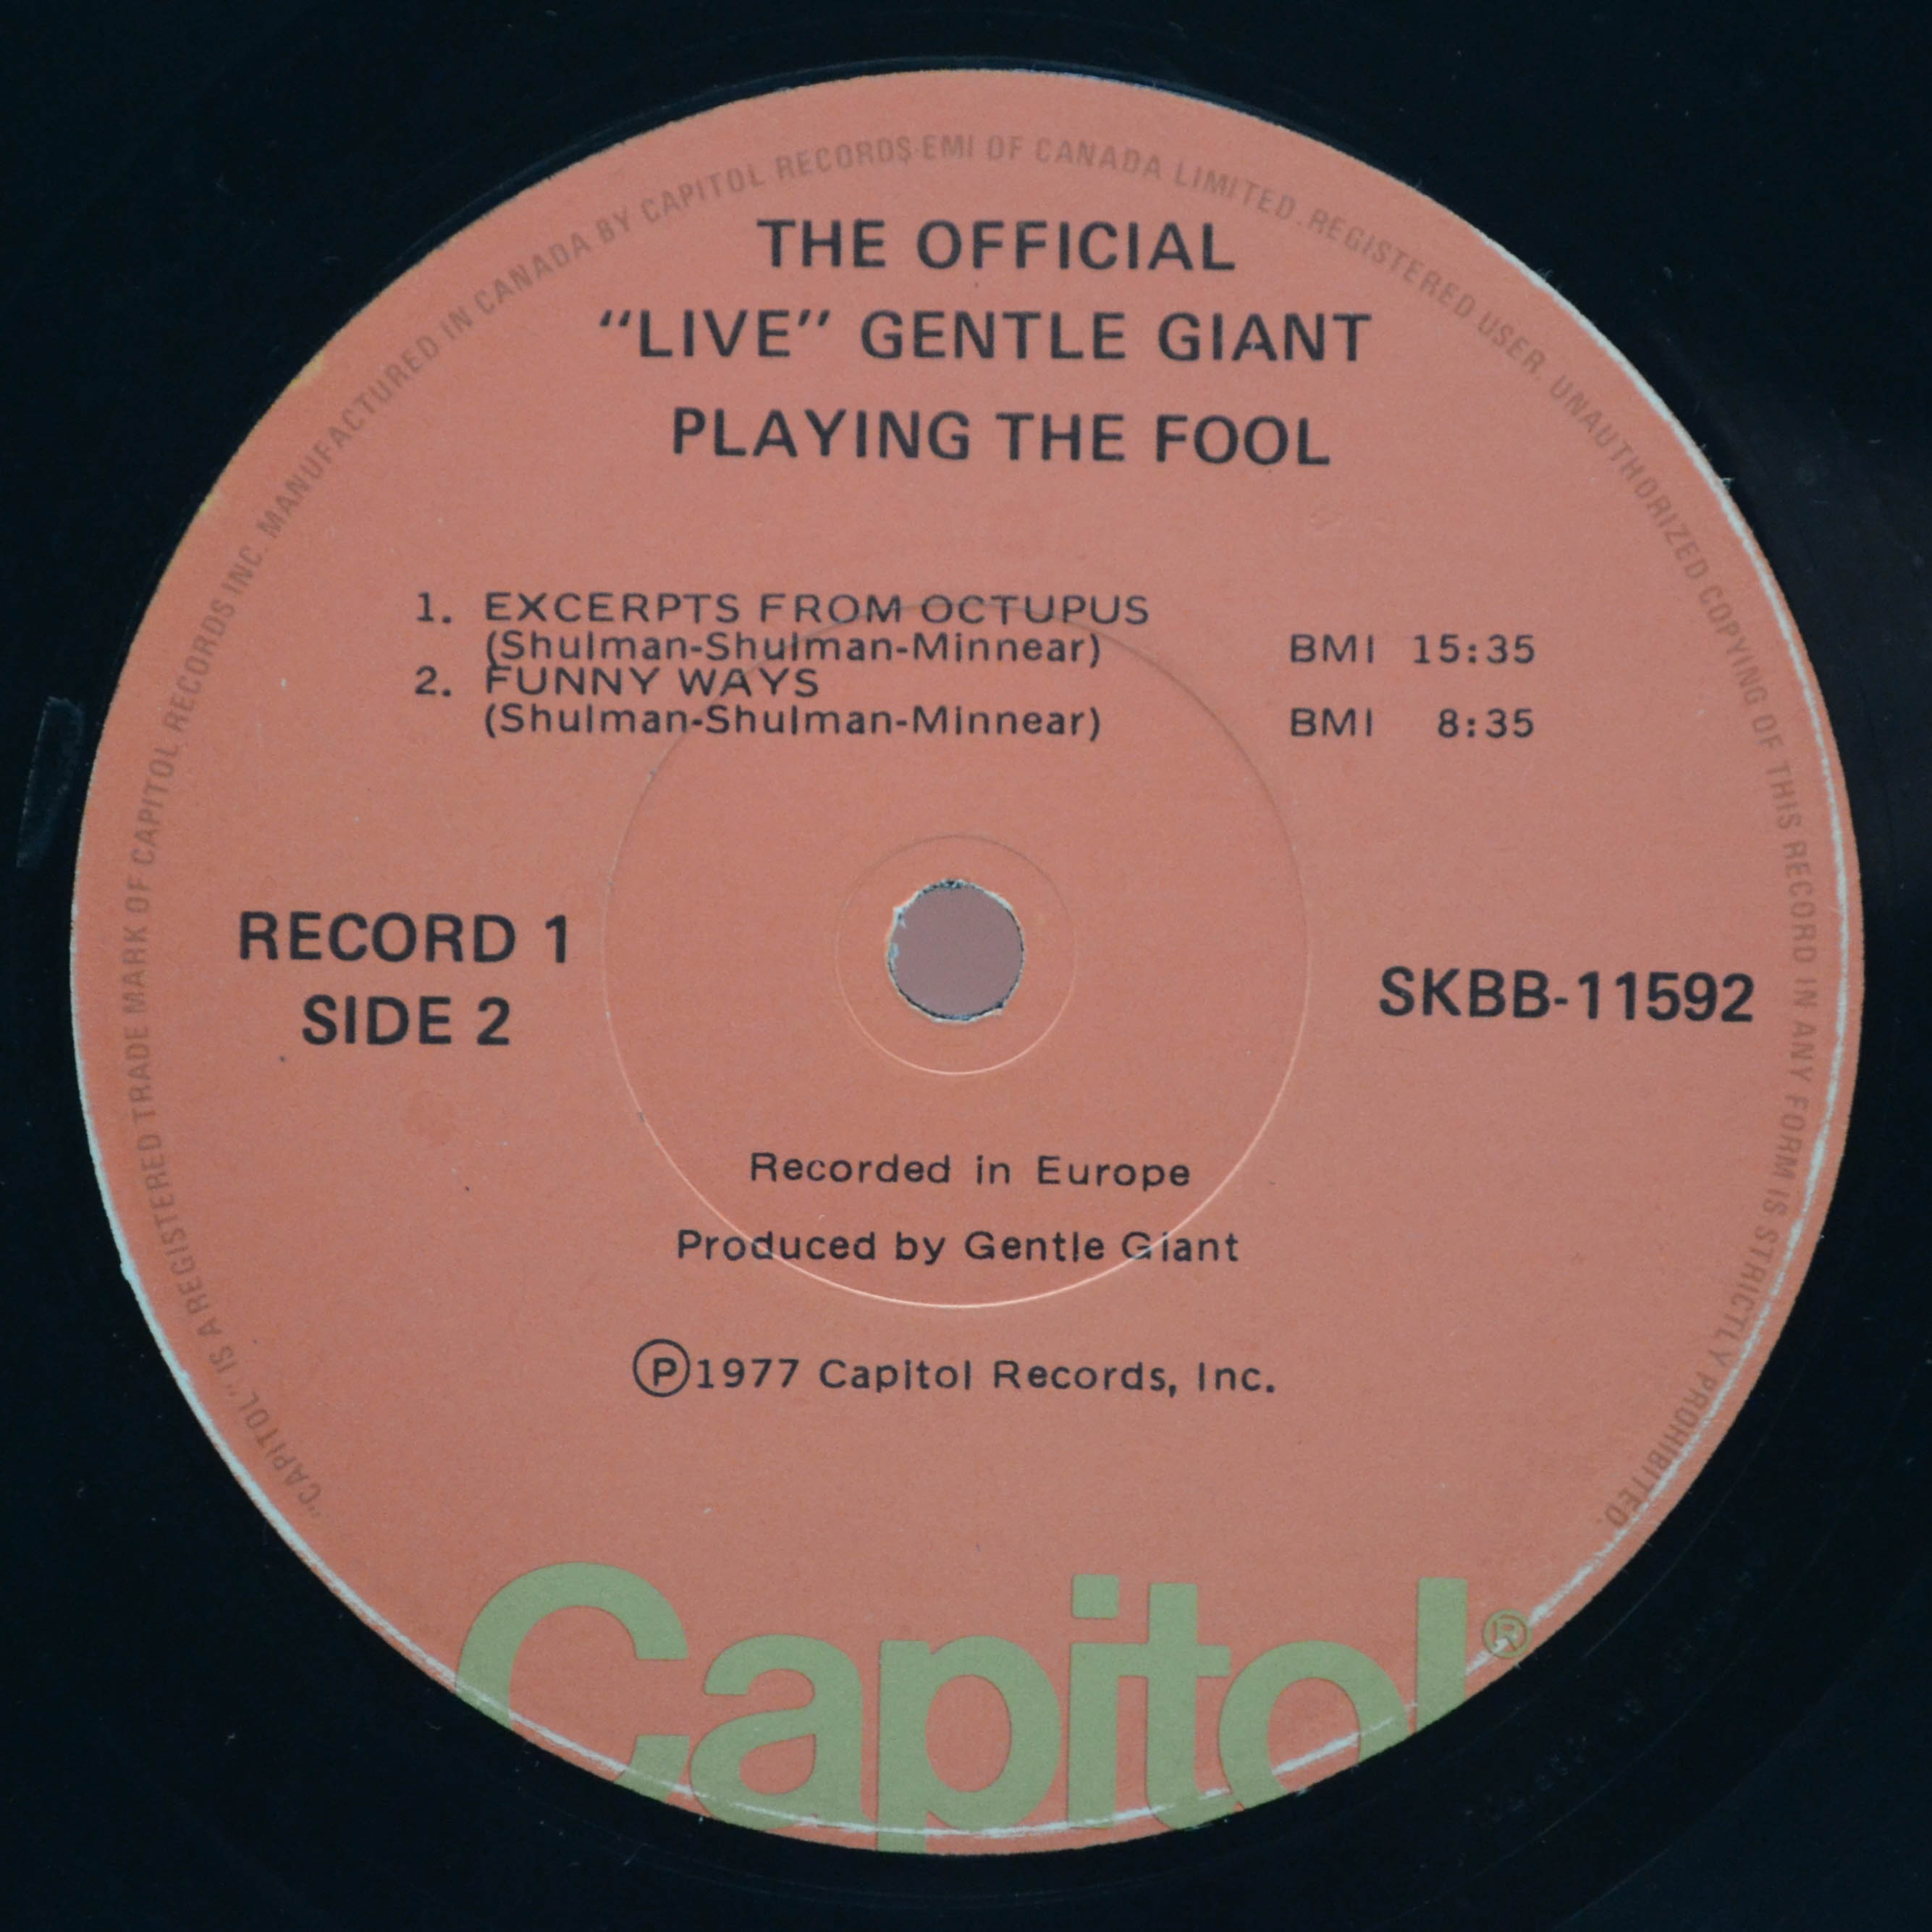 "CAPITOL" IS A REGISTERED TRADE MARK OF CAPITOL RECORDS INC. MANUFACTURED IN CANADA BY CAPITOL RECORDS-EMI OF CANADA LIMITED. REGISTERED USER. UNAUTHORIZED COPYING OF THIS RECORD IN ANY FORM IS STRICTLY PROHIBITED.
THE OFFICIAL
"LIVE" GENTLE GIANT
PLAYING THE FOOL
1. EXCERPTS FROM OCTUPUS
(Shulman-Shulman-Minnear) BMI 15:35
2. FUNNY WAYS
(Shulman-Shulman-Minnear) BMI 8:35
RECORD 1
SIDE 2
SKBB-11592
Recorded in Europe
Produced by Gentle Giant
Ⓟ1977 Capitol Records, Inc.
Capitol®